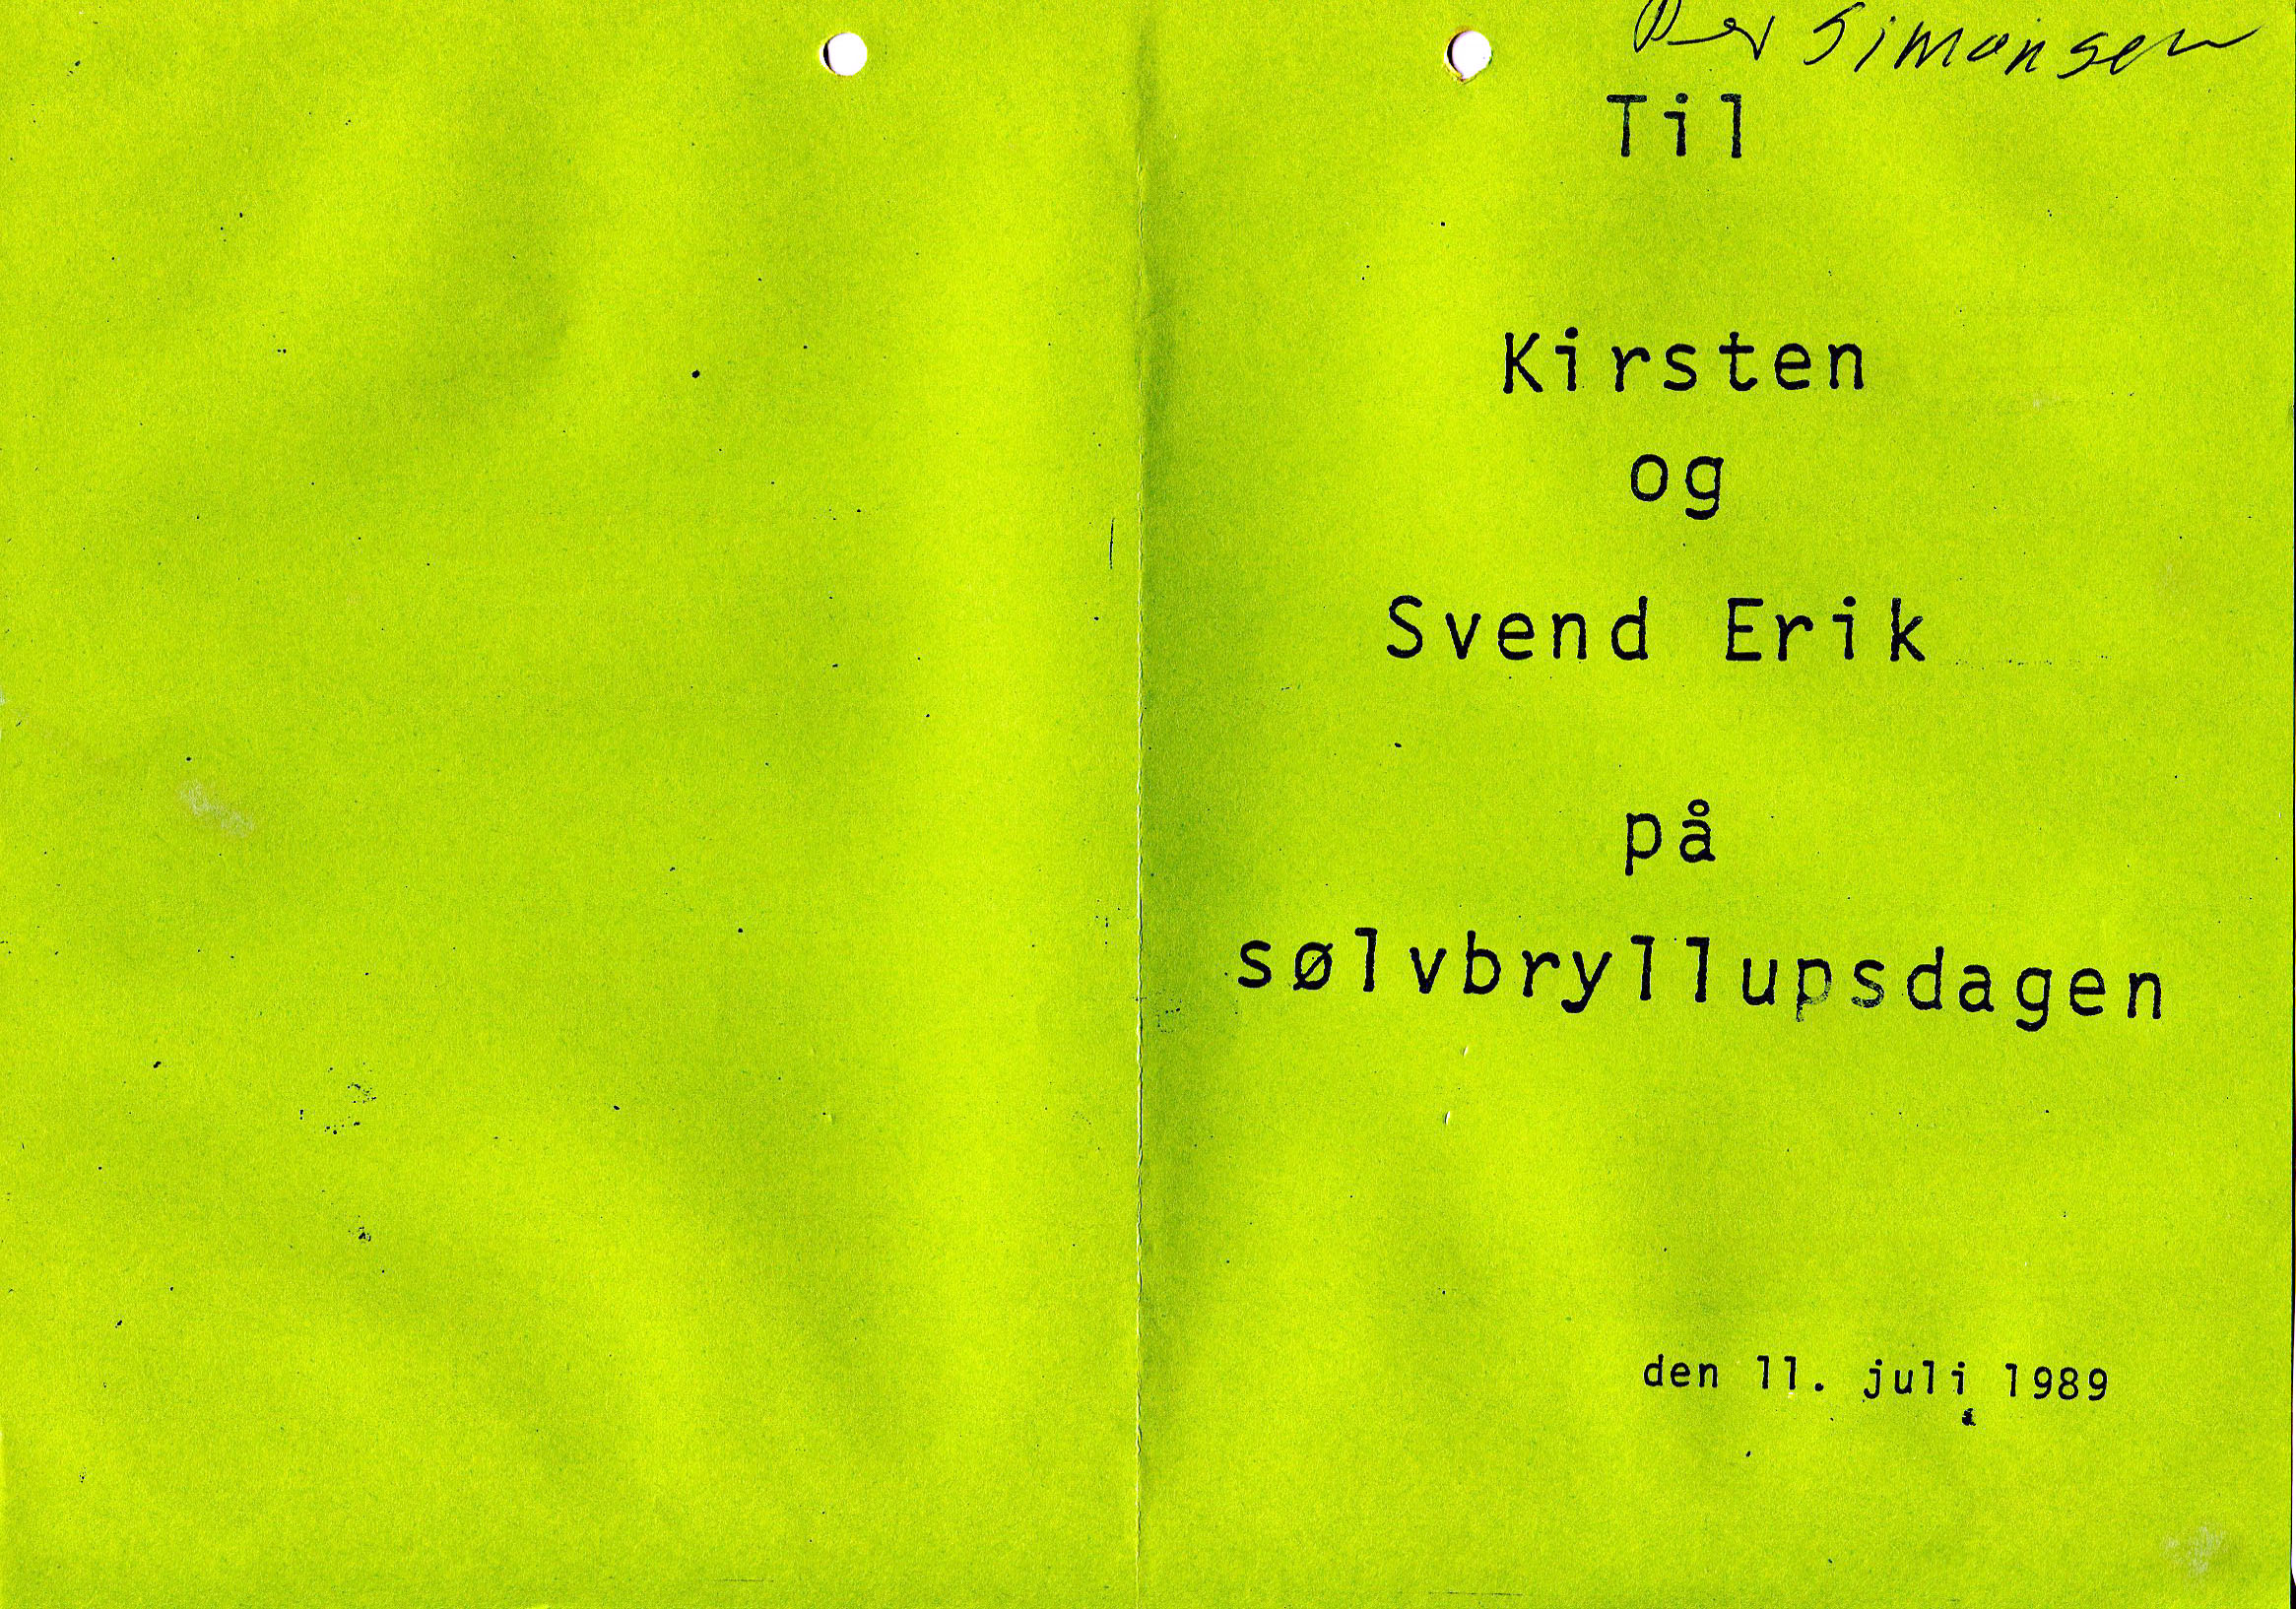 Per Simonsen
Til
Kirsten
og
Svend Erik
på
sølvbryllupsdagen
den 11. juli 1989